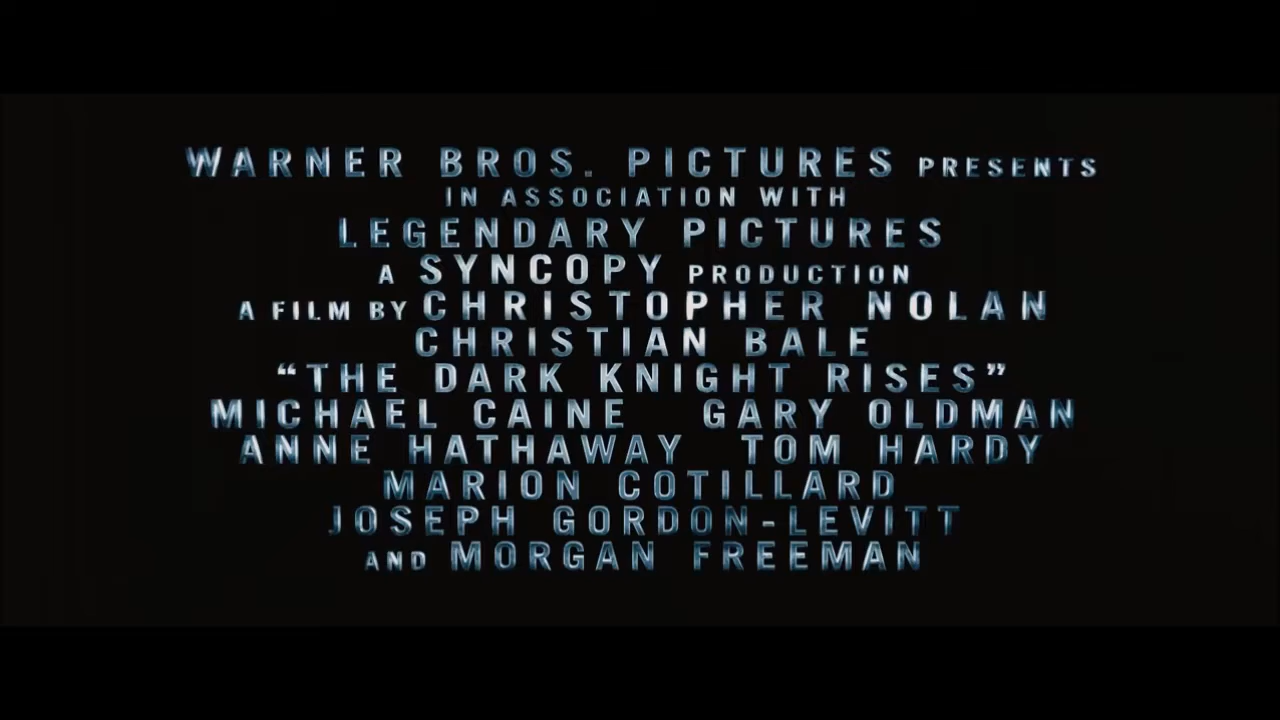 WARNER BROS. PICTURES PRESENTS
IN ASSOCIATION WITH
LEGENDARY PICTURES
A SYNCOPY PRODUCTION
A FILM BY CHRISTOPHER NOLAN
CHRISTIAN BALE
“THE DARK KNIGHT RISES”
MICHAEL CAINE GARY OLDMAN
ANNE HATHAWAY TOM HARDY
MARION COTILLARD
JOSEPH GORDON-LEVITT
AND MORGAN FREEMAN